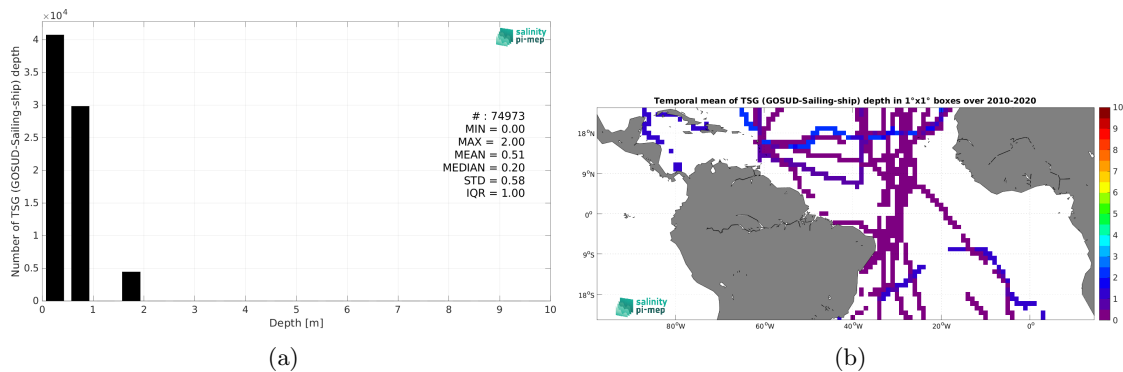 ×10⁴
4
3.5
3
2.5
2
1.5
1
0.5
0
Number of TSG (GOSUD-Sailing-ship) depth
0 1 2 3 4 5 6 7 8 9 10
Depth [m]
salinity
pi-mep
# : 74973
MIN = 0.00
MAX = 2.00
MEAN = 0.51
MEDIAN = 0.20
STD = 0.58
IQR = 1.00
(a)
Temporal mean of TSG (GOSUD-Sailing-ship) depth in 1°x1° boxes over 2010-2020
18°N
9°N
0°
9°S
18°S
80°W 60°W 40°W 20°W 0°
salinity
pi-mep
10
9
8
7
6
5
4
3
2
1
0
(b)